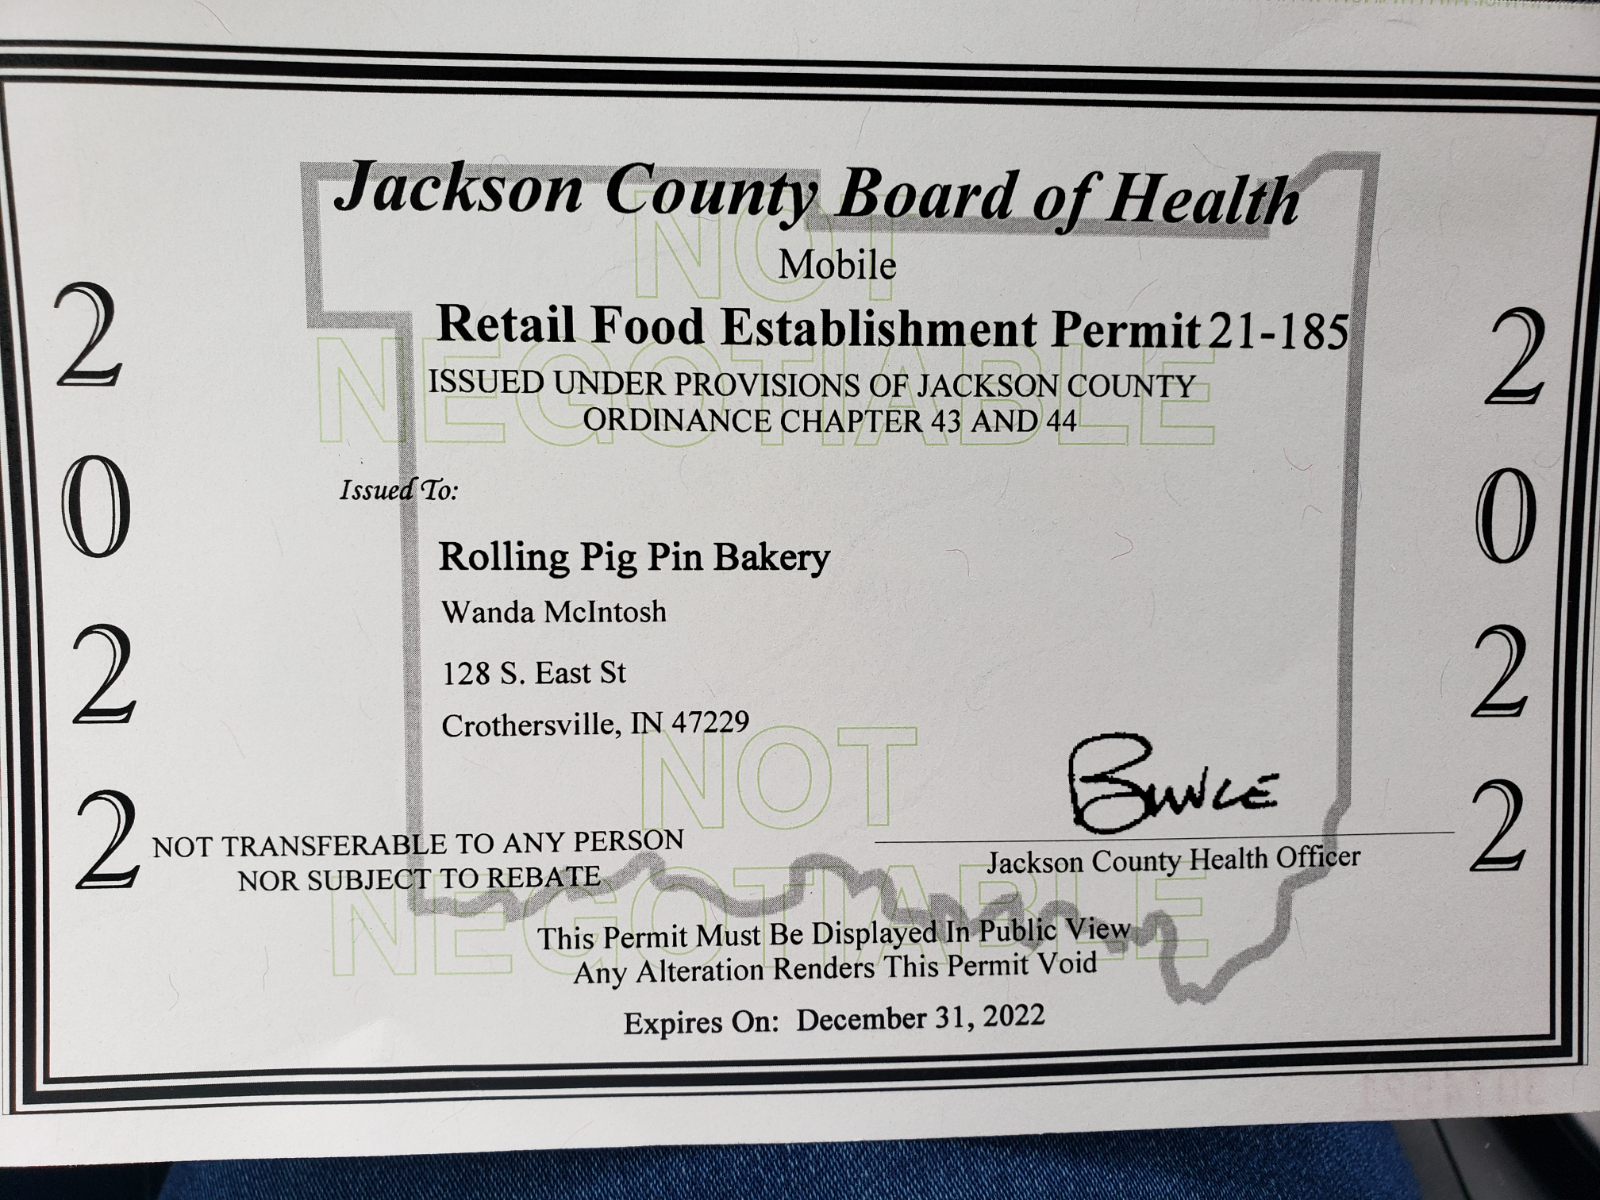 Jackson County Board of Health
Mobile
Retail Food Establishment Permit 21-185
ISSUED UNDER PROVISIONS OF JACKSON COUNTY
ORDINANCE CHAPTER 43 AND 44
Issued To:
Rolling Pig Pin Bakery
Wanda McIntosh
128 S. East St
Crothersville, IN 47229
NOT TRANSFERABLE TO ANY PERSON
NOR SUBJECT TO REBATE
Bunce
Jackson County Health Officer
This Permit Must Be Displayed In Public View
Any Alteration Renders This Permit Void
Expires On: December 31, 2022
2022
2022
NOT
NEGOTIABLE
NOT
NEGOTIABLE